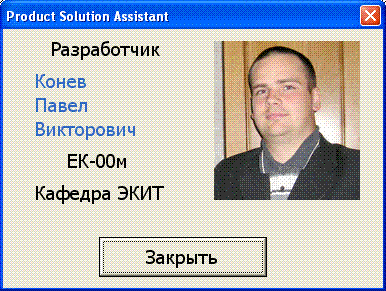 Product Solution Assistant
Разработчик
Конев
Павел
Викторович
ЕК-00м
Кафедра ЭКИТ
Закрыть